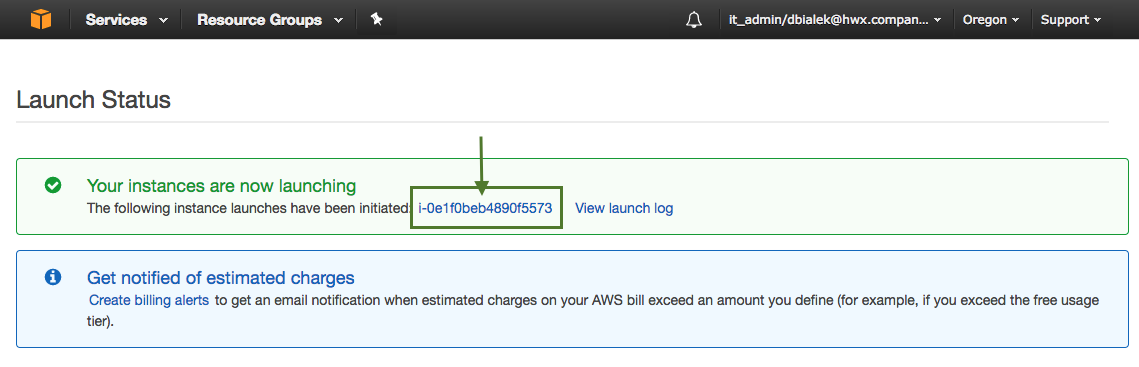 Services Resource Groups it_admin/dbialek@hwx.compan... Oregon Support
Launch Status
Your instances are now launching
The following instance launches have been initiated: i-0e1f0beb4890f5573 View launch log
Get notified of estimated charges
Create billing alerts to get an email notification when estimated charges on your AWS bill exceed an amount you define (for example, if you exceed the free usage
tier).